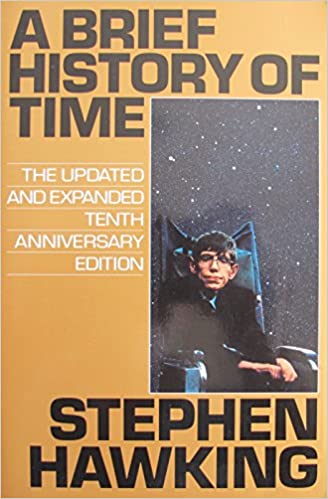 A BRIEF
HISTORY OF
TIME
THE UPDATED
AND EXPANDED
TENTH
ANNIVERSARY
EDITION
STEPHEN
HAWKING